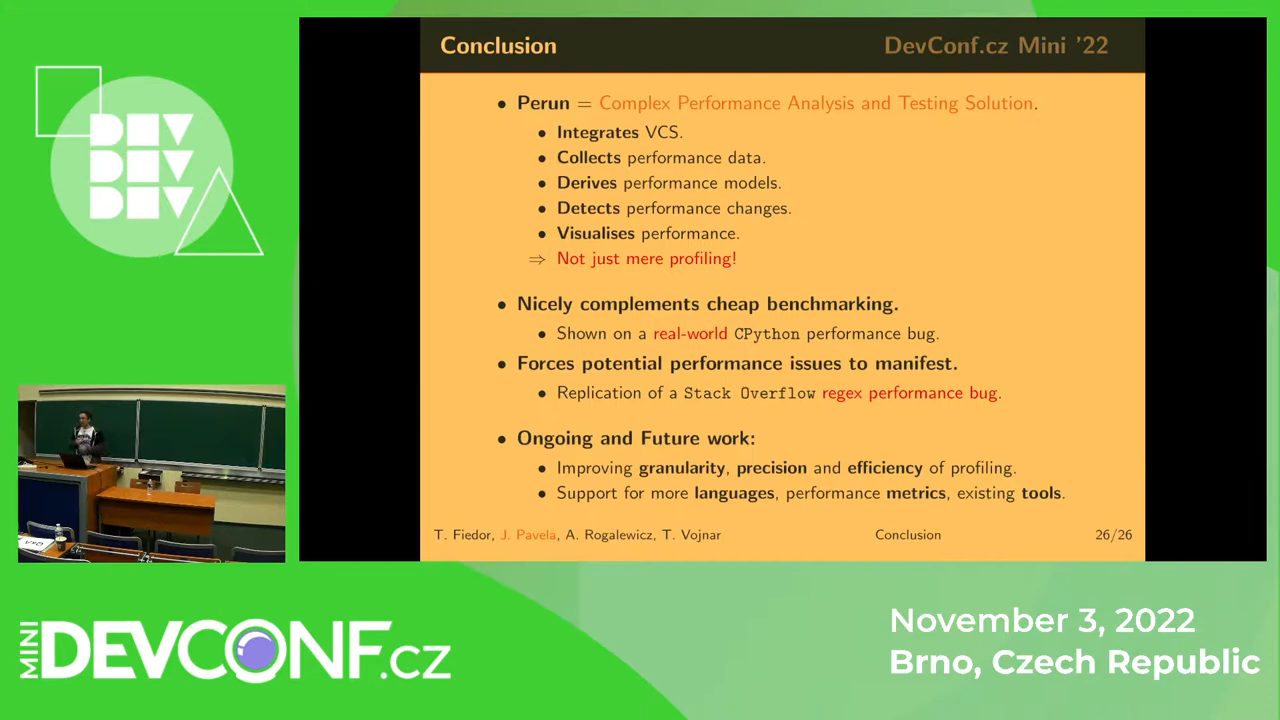 DEV
DEV
DEV
Conclusion
DevConf.cz Mini '22
• Perun = Complex Performance Analysis and Testing Solution.
• Integrates VCS.
• Collects performance data.
• Derives performance models.
• Detects performance changes.
• Visualises performance.
⇒ Not just mere profiling!
• Nicely complements cheap benchmarking.
• Shown on a real-world CPython performance bug.
• Forces potential performance issues to manifest.
• Replication of a Stack Overflow regex performance bug.
• Ongoing and Future work:
• Improving granularity, precision and efficiency of profiling.
• Support for more languages, performance metrics, existing tools.
T. Fiedor, J. Pavela, A. Rogalewicz, T. Vojnar
Conclusion
26/26
MINI
DEVCONF.cz
November 3, 2022
Brno, Czech Republic